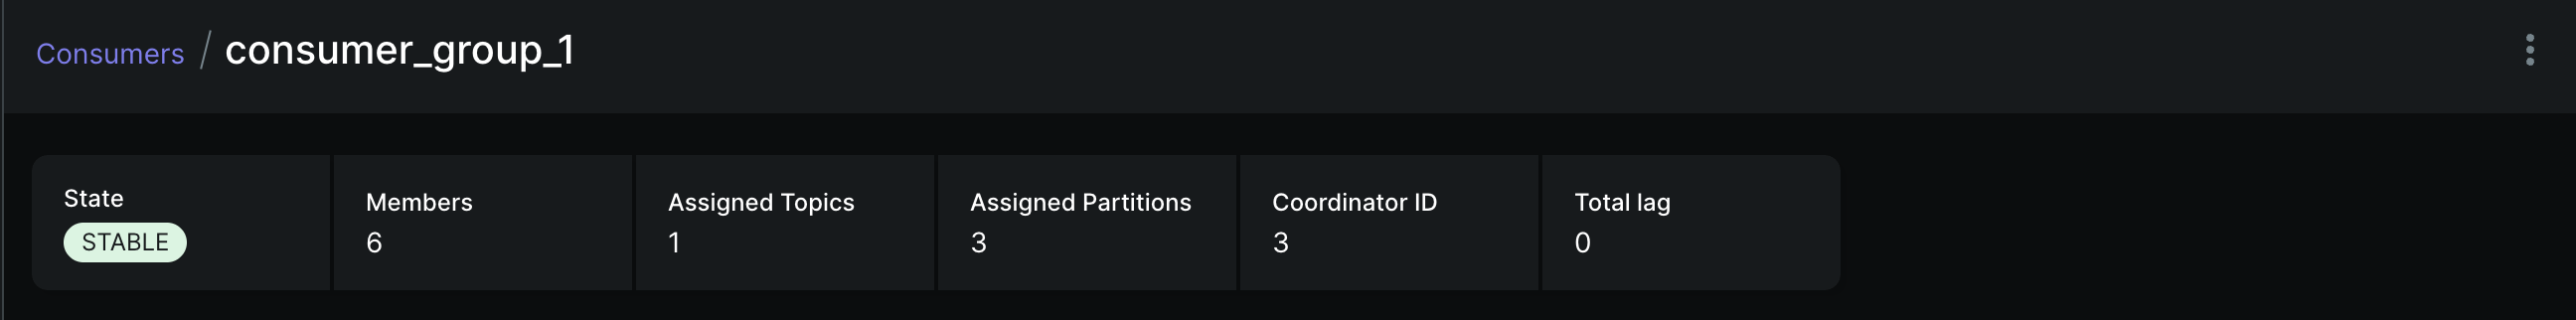 Consumers / consumer_group_1
State
STABLE
Members
6
Assigned Topics
1
Assigned Partitions
3
Coordinator ID
3
Total lag
0